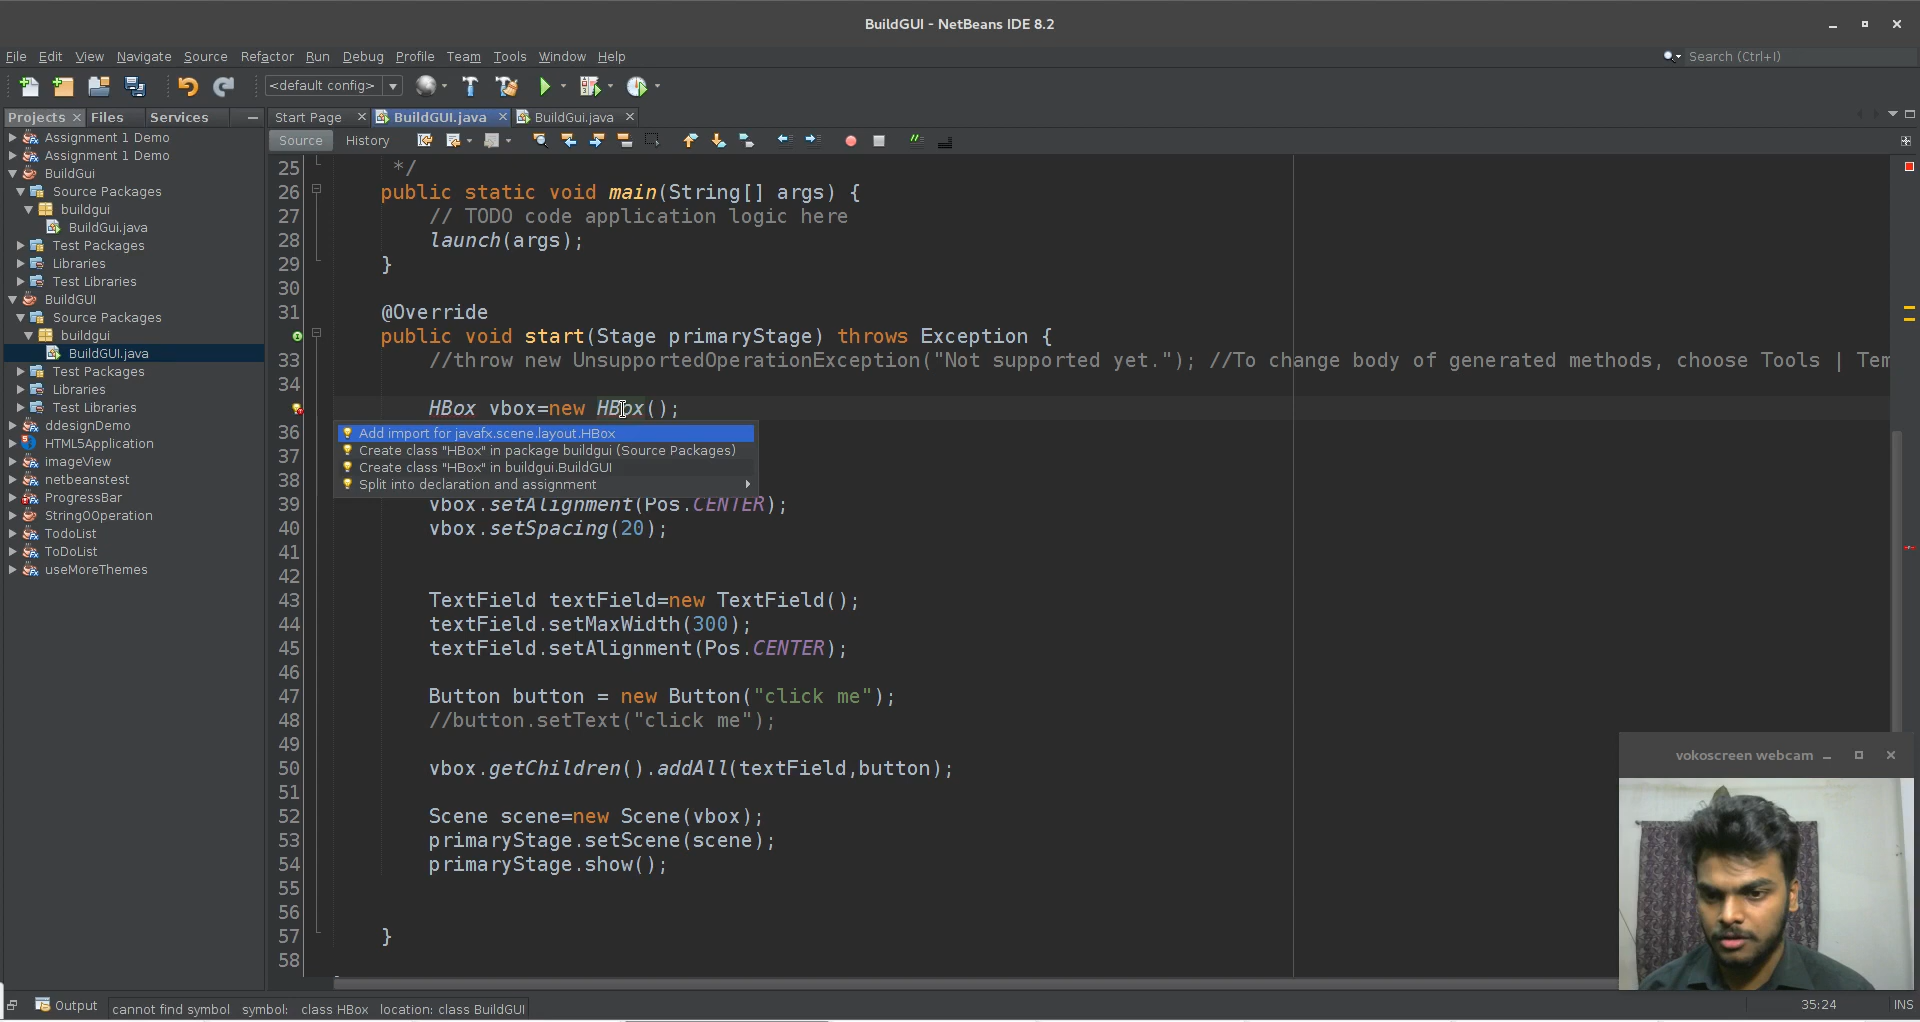 BuildGUI - NetBeans IDE 8.2
File Edit View Navigate Source Refactor Run Debug Profile Team Tools Window Help
Search (Ctrl+I)
<default config>
Projects Files Services
Start Page BuildGUI.java BuildGui.java
Source History
Assignment 1 Demo
Assignment 1 Demo
BuildGui
Source Packages
buildgui
BuildGui.java
Test Packages
Libraries
Test Libraries
BuildGUI
Source Packages
buildgui
BuildGUI.java
Test Packages
Libraries
Test Libraries
ddesignDemo
HTML5Application
imageView
netbeanstest
ProgressBar
StringOOperation
TodoList
ToDoList
useMoreThemes
25 */
26 public static void main(String[] args) {
27 // TODO code application logic here
28 launch(args);
29 }
30
31 @Override
public void start(Stage primaryStage) throws Exception {
33 //throw new UnsupportedOperationException("Not supported yet."); //To change body of generated methods, choose Tools | Tem
34
HBox vbox=new HBox();
36
37
38
Add import for javafx.scene.layout.HBox
Create class "HBox" in package buildgui (Source Packages)
Create class "HBox" in buildgui.BuildGUI
Split into declaration and assignment
39 vbox.setAlignment(Pos.CENTER);
40 vbox.setSpacing(20);
41
42
43 TextField textField=new TextField();
44 textField.setMaxWidth(300);
45 textField.setAlignment(Pos.CENTER);
46
47 Button button = new Button("click me");
48 //button.setText("click me");
49
50 vbox.getChildren().addAll(textField,button);
51
52 Scene scene=new Scene(vbox);
53 primaryStage.setScene(scene);
54 primaryStage.show();
55
56
57 }
58
vokoscreen webcam
Output cannot find symbol symbol: class HBox location: class BuildGUI
35:24 INS